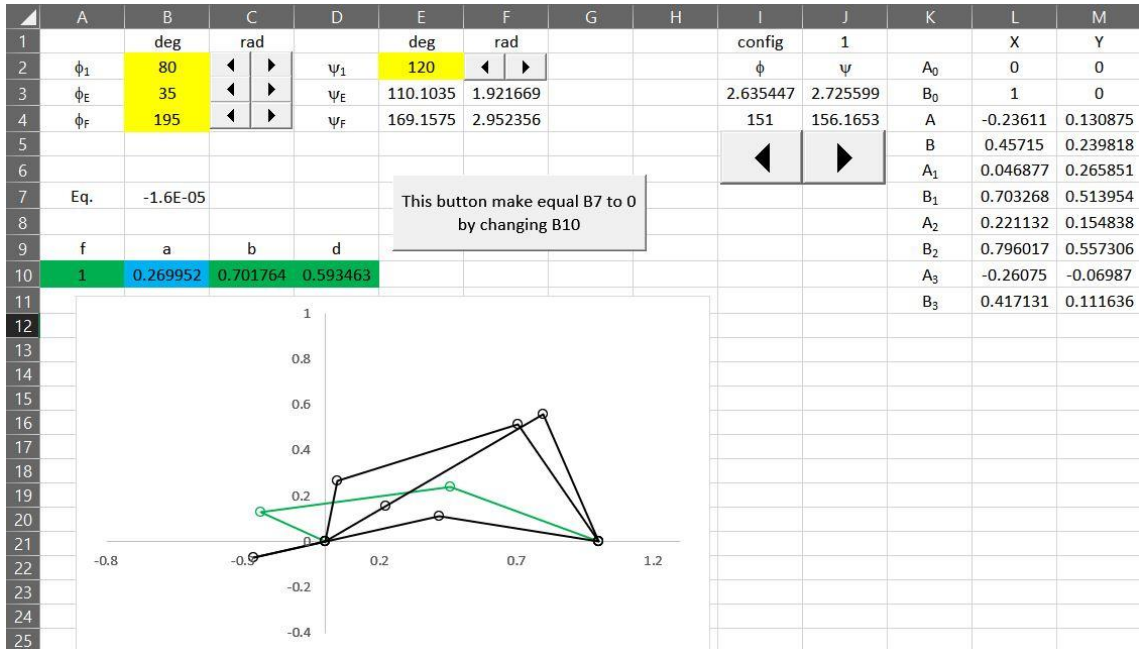 A B C D E F G H I J K L M
1 deg rad deg rad config 1 X Y
2 ϕ₁ 80 ψ₁ 120 ϕ ψ A₀ 0 0
3 ϕE 35 ψE 110.1035 1.921669 2.635447 2.725599 B₀ 1 0
4 ϕF 195 ψF 169.1575 2.952356 151 156.1653 A -0.23611 0.130875
5 B 0.45715 0.239818
6 A₁ 0.046877 0.265851
7 Eq. -1.6E-05 This button make equal B7 to 0 B₁ 0.703268 0.513954
8 by changing B10 A₂ 0.221132 0.154838
9 f a b d B₂ 0.796017 0.557306
10 1 0.269952 0.701764 0.593463 A₃ -0.26075 -0.06987
11 B₃ 0.417131 0.111636
12 1
13
14 0.8
15
16 0.6
17
18 0.4
19
20 0.2
21 0
22 -0.8 -0.3 0.2 0.7 1.2
23 -0.2
24
25 -0.4